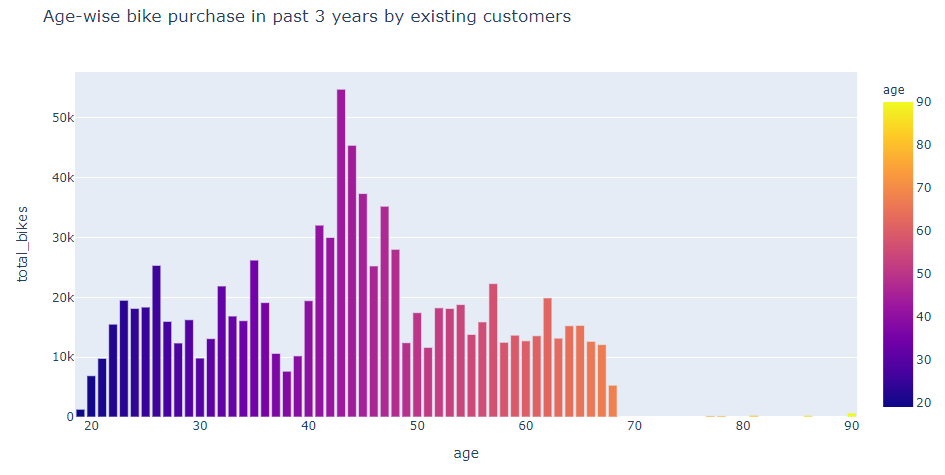 Age-wise bike purchase in past 3 years by existing customers
total_bikes
50k
40k
30k
20k
10k
0
20 30 40 50 60 70 80 90
age
age
90
80
70
60
50
40
30
20